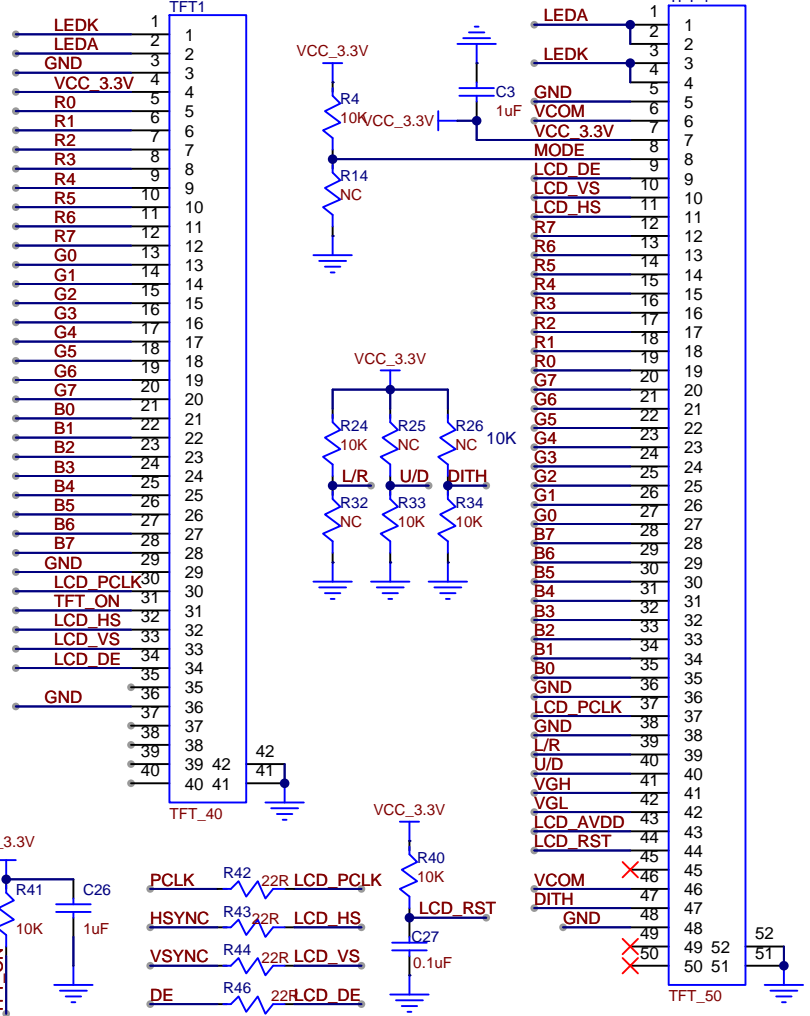 TFT1
LEDK 1 1
LEDA 2 2
GND 3 3
VCC_3.3V 4 4
R0 5 5
R1 6 6
R2 7 7
R3 8 8
R4 9 9
R5 10 10
R6 11 11
R7 12 12
G0 13 13
G1 14 14
G2 15 15
G3 16 16
G4 17 17
G5 18 18
G6 19 19
G7 20 20
B0 21 21
B1 22 22
B2 23 23
B3 24 24
B4 25 25
B5 26 26
B6 27 27
B7 28 28
GND 29 29
LCD_PCLK 30 30
TFT_ON 31 31
LCD_HS 32 32
LCD_VS 33 33
LCD_DE 34 34
35 35
GND 36 36
37 37
38 38
39 39 42 42
40 40 41 41
TFT_40
VCC_3.3V
R4
10K
R14
NC
C3
1uF
VCC_3.3V
VCC_3.3V
R24
10K
R25
NC
R26
NC
10K
L/R
U/D
DITH
R32
NC
R33
10K
R34
10K
LEDA 1 1
2 2
LEDK 3 3
4 4
GND 5 5
VCOM 6 6
VCC_3.3V 7 7
MODE 8 8
LCD_DE 9 9
LCD_VS 10 10
LCD_HS 11 11
R7 12 12
R6 13 13
R5 14 14
R4 15 15
R3 16 16
R2 17 17
R1 18 18
R0 19 19
G7 20 20
G6 21 21
G5 22 22
G4 23 23
G3 24 24
G2 25 25
G1 26 26
G0 27 27
B7 28 28
B6 29 29
B5 30 30
B4 31 31
B3 32 32
B2 33 33
B1 34 34
B0 35 35
GND 36 36
LCD_PCLK 37 37
GND 38 38
L/R 39 39
U/D 40 40
VGH 41 41
VGL 42 42
LCD_AVDD 43 43
LCD_RST 44 44
45 45
VCOM 46 46
DITH 47 47
GND 48 48
49 49 52 52
50 50 51 51
TFT_50
3.3V
R41
10K
C26
1uF
PCLK R42 22R LCD_PCLK
HSYNC R43 22R LCD_HS
VSYNC R44 22R LCD_VS
DE R46 22R LCD_DE
VCC_3.3V
R40
10K
LCD_RST
C27
0.1uF